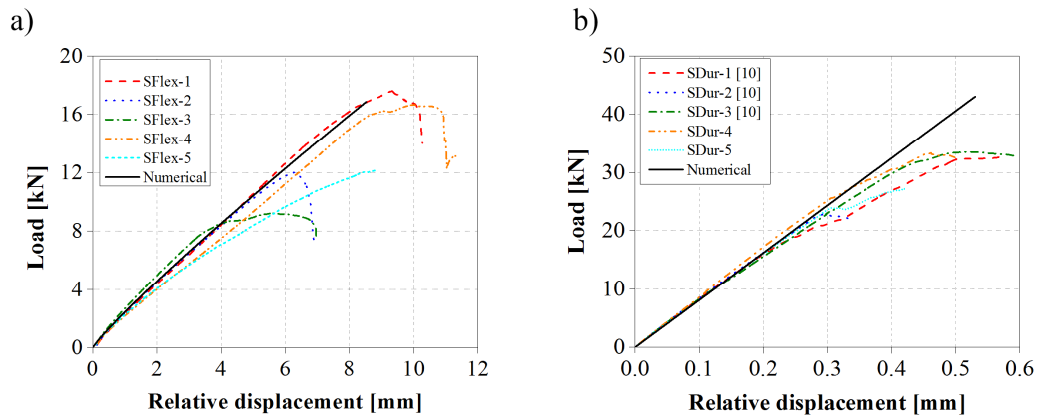 a)
20
16
12
8
4
0
Load [kN]
SFlex-1
SFlex-2
SFlex-3
SFlex-4
SFlex-5
Numerical
0 2 4 6 8 10 12
Relative displacement [mm]
b)
50
40
30
20
10
0
Load [kN]
SDur-1 [10]
SDur-2 [10]
SDur-3 [10]
SDur-4
SDur-5
Numerical
0.0 0.1 0.2 0.3 0.4 0.5 0.6
Relative displacement [mm]